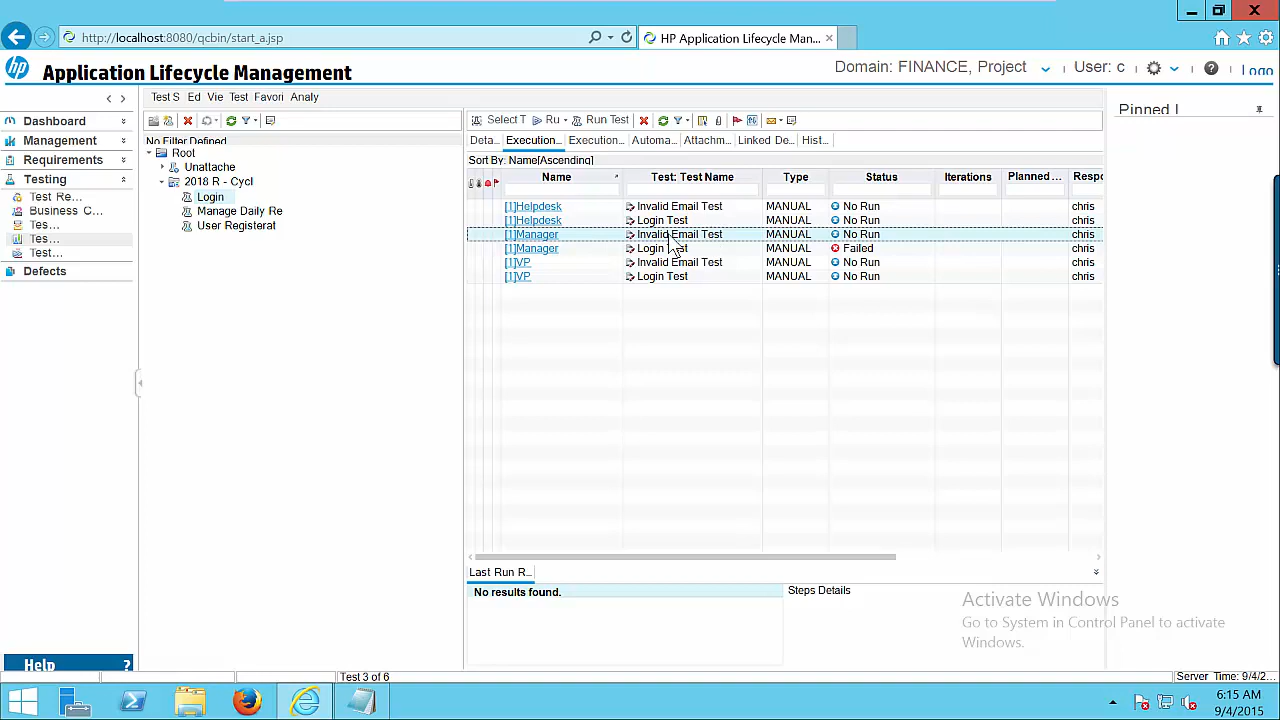 http://localhost:8080/qcbin/start_a.jsp
HP Application Lifecycle Man...
hp
Application Lifecycle Management
Domain: FINANCE, Project
User: c
Logo
Test S Ed Vie Test Favori Analy
Dashboard
Management
Requirements
Testing
Test Re...
Business C...
Tes...
Tes...
Test...
Defects
Help ?
No Filter Defined
Root
Unattache
2018 R - Cycl
Login
Manage Daily Re
User Registerat
Select T Ru Run Test
Deta... Execution... Execution... Automa... Attachm... Linked De... Hist...
Sort By: Name[Ascending]
Name Test: Test Name Type Status Iterations Planned ... Respo
[1]Helpdesk Invalid Email Test MANUAL No Run chris
[1]Helpdesk Login Test MANUAL No Run chris
[1]Manager Invalid Email Test MANUAL No Run chris
[1]Manager Login Test MANUAL Failed chris
[1]VP Invalid Email Test MANUAL No Run chris
[1]VP Login Test MANUAL No Run chris
Last Run R...
No results found.
Steps Details
Pinned I
Activate Windows
Go to System in Control Panel to activate
Windows.
Test 3 of 6
Server Time: 9/4/2...
6:15 AM
9/4/2015